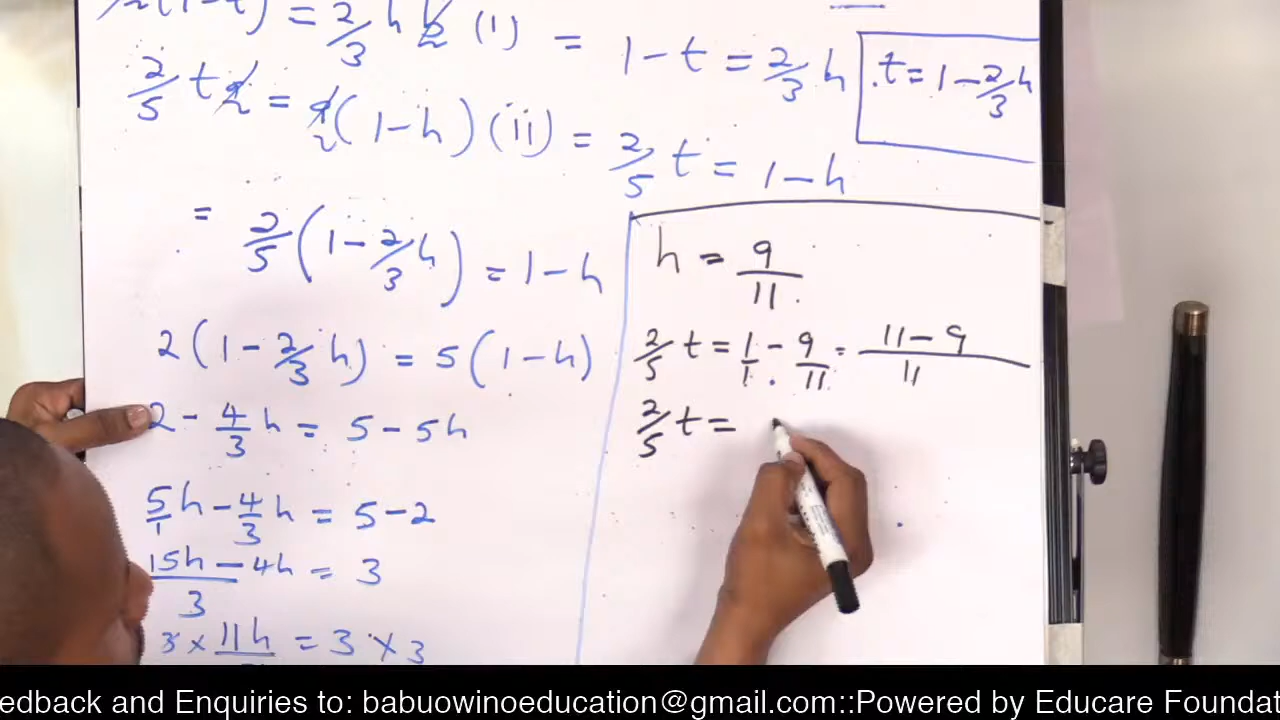 (1-t) = 2/3 h 2 (i) = 1-t = 2/3 h
t = 1 - 2/3 h
2/5 t 2 = 2 (1-h) (ii) = 2/5 t = 1-h
= 2/5 (1 - 2/3 h) = 1-h
2 (1 - 2/3 h) = 5 (1-h)
2 - 4/3 h = 5 - 5h
5/1 h - 4/3 h = 5-2
15h - 4h / 3 = 3
3 × 11h = 3 × 3
h = 9/11
2/5 t = 1/1 - 9/11 = 11-9 / 11
2/5 t =
edback and Enquiries to: babuowinoeducation@gmail.com::Powered by Educare Foundat